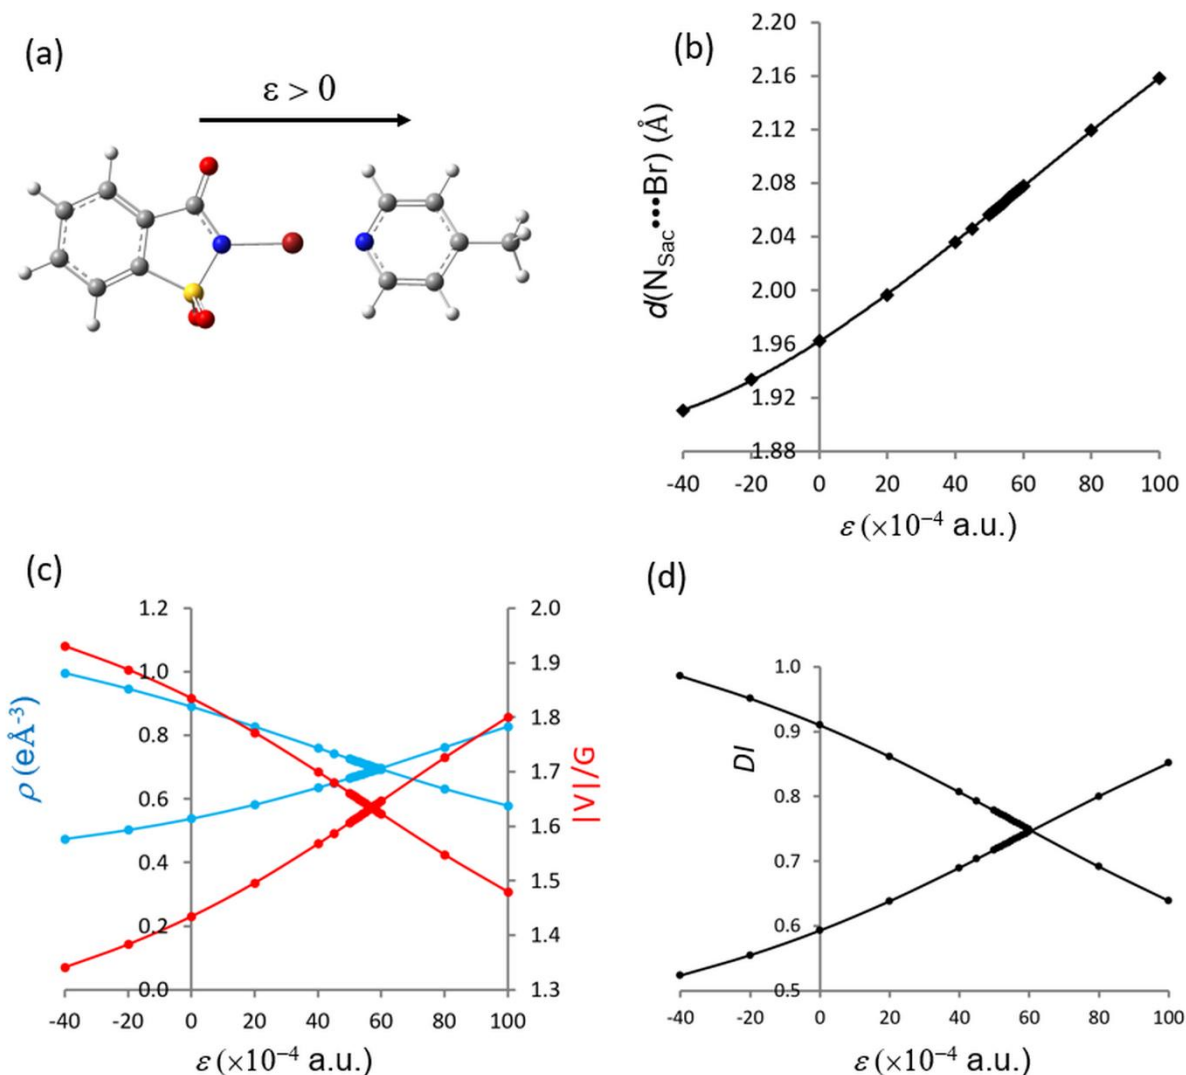 (a)
ε > 0
(b)
d(N_Sac•••Br) (Å)
2.20
2.16
2.12
2.08
2.04
2.00
1.96
1.92
1.88
-40 -20 0 20 40 60 80 100
ε (×10⁻⁴ a.u.)
(c)
ρ (eÅ⁻³)
1.2
1.0
0.8
0.6
0.4
0.2
0.0
2.0
1.9
1.8
1.7
1.6
1.5
1.4
1.3
|V|/G
-40 -20 0 20 40 60 80 100
ε (×10⁻⁴ a.u.)
(d)
DI
1.0
0.9
0.8
0.7
0.6
0.5
-40 -20 0 20 40 60 80 100
ε (×10⁻⁴ a.u.)